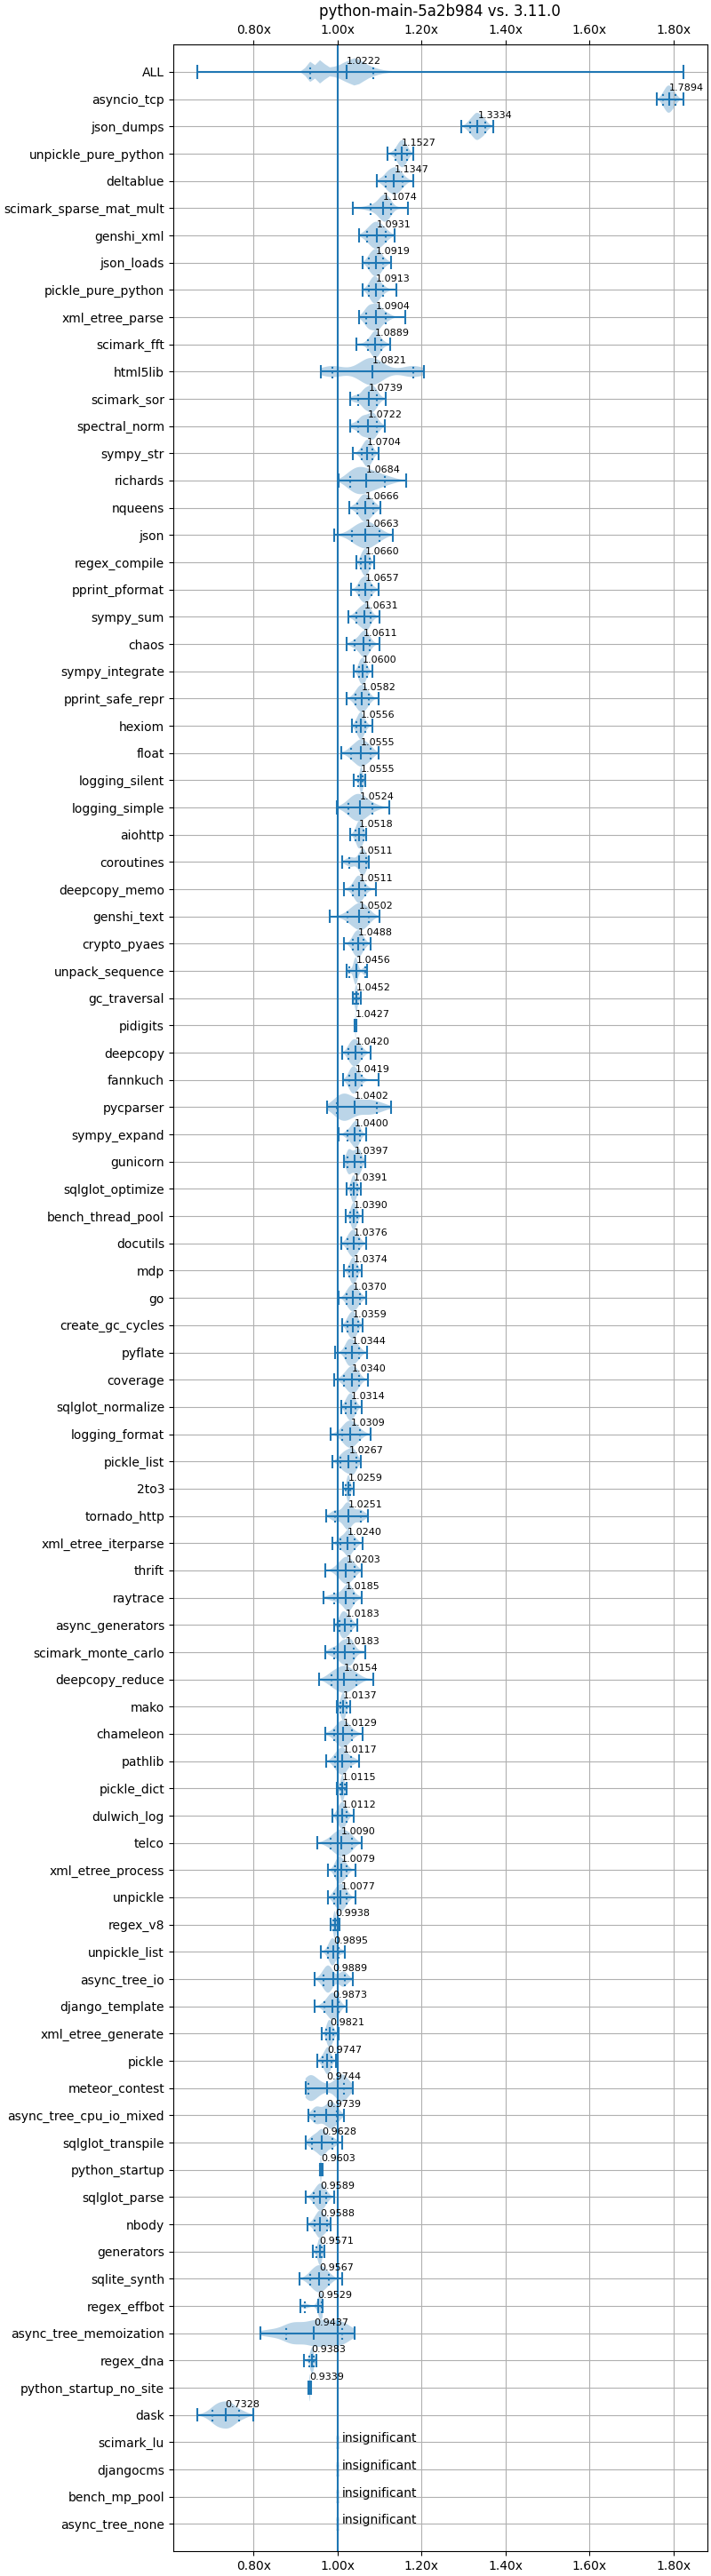 python-main-5a2b984 vs. 3.11.0
0.80x 1.00x 1.20x 1.40x 1.60x 1.80x
ALL 1.0222
asyncio_tcp 1.7894
json_dumps 1.3334
unpickle_pure_python 1.1527
deltablue 1.1347
scimark_sparse_mat_mult 1.1074
genshi_xml 1.0931
json_loads 1.0919
pickle_pure_python 1.0913
xml_etree_parse 1.0904
scimark_fft 1.0889
html5lib 1.0821
scimark_sor 1.0739
spectral_norm 1.0722
sympy_str 1.0704
richards 1.0684
nqueens 1.0666
json 1.0663
regex_compile 1.0660
pprint_pformat 1.0657
sympy_sum 1.0631
chaos 1.0611
sympy_integrate 1.0600
pprint_safe_repr 1.0582
hexiom 1.0556
float 1.0555
logging_silent 1.0555
logging_simple 1.0524
aiohttp 1.0518
coroutines 1.0511
deepcopy_memo 1.0511
genshi_text 1.0502
crypto_pyaes 1.0488
unpack_sequence 1.0456
gc_traversal 1.0452
pidigits 1.0427
deepcopy 1.0420
fannkuch 1.0419
pycparser 1.0402
sympy_expand 1.0400
gunicorn 1.0397
sqlglot_optimize 1.0391
bench_thread_pool 1.0390
docutils 1.0376
mdp 1.0374
go 1.0370
create_gc_cycles 1.0359
pyflate 1.0344
coverage 1.0340
sqlglot_normalize 1.0314
logging_format 1.0309
pickle_list 1.0267
2to3 1.0259
tornado_http 1.0251
xml_etree_iterparse 1.0240
thrift 1.0203
raytrace 1.0185
async_generators 1.0183
scimark_monte_carlo 1.0183
deepcopy_reduce 1.0154
mako 1.0137
chameleon 1.0129
pathlib 1.0117
pickle_dict 1.0115
dulwich_log 1.0112
telco 1.0090
xml_etree_process 1.0079
unpickle 1.0077
regex_v8 0.9938
unpickle_list 0.9895
async_tree_io 0.9889
django_template 0.9873
xml_etree_generate 0.9821
pickle 0.9747
meteor_contest 0.9744
async_tree_cpu_io_mixed 0.9739
sqlglot_transpile 0.9628
python_startup 0.9603
sqlglot_parse 0.9589
nbody 0.9588
generators 0.9571
sqlite_synth 0.9567
regex_effbot 0.9529
async_tree_memoization 0.9437
regex_dna 0.9383
python_startup_no_site 0.9339
dask 0.7328
scimark_lu insignificant
djangocms insignificant
bench_mp_pool insignificant
async_tree_none insignificant
0.80x 1.00x 1.20x 1.40x 1.60x 1.80x